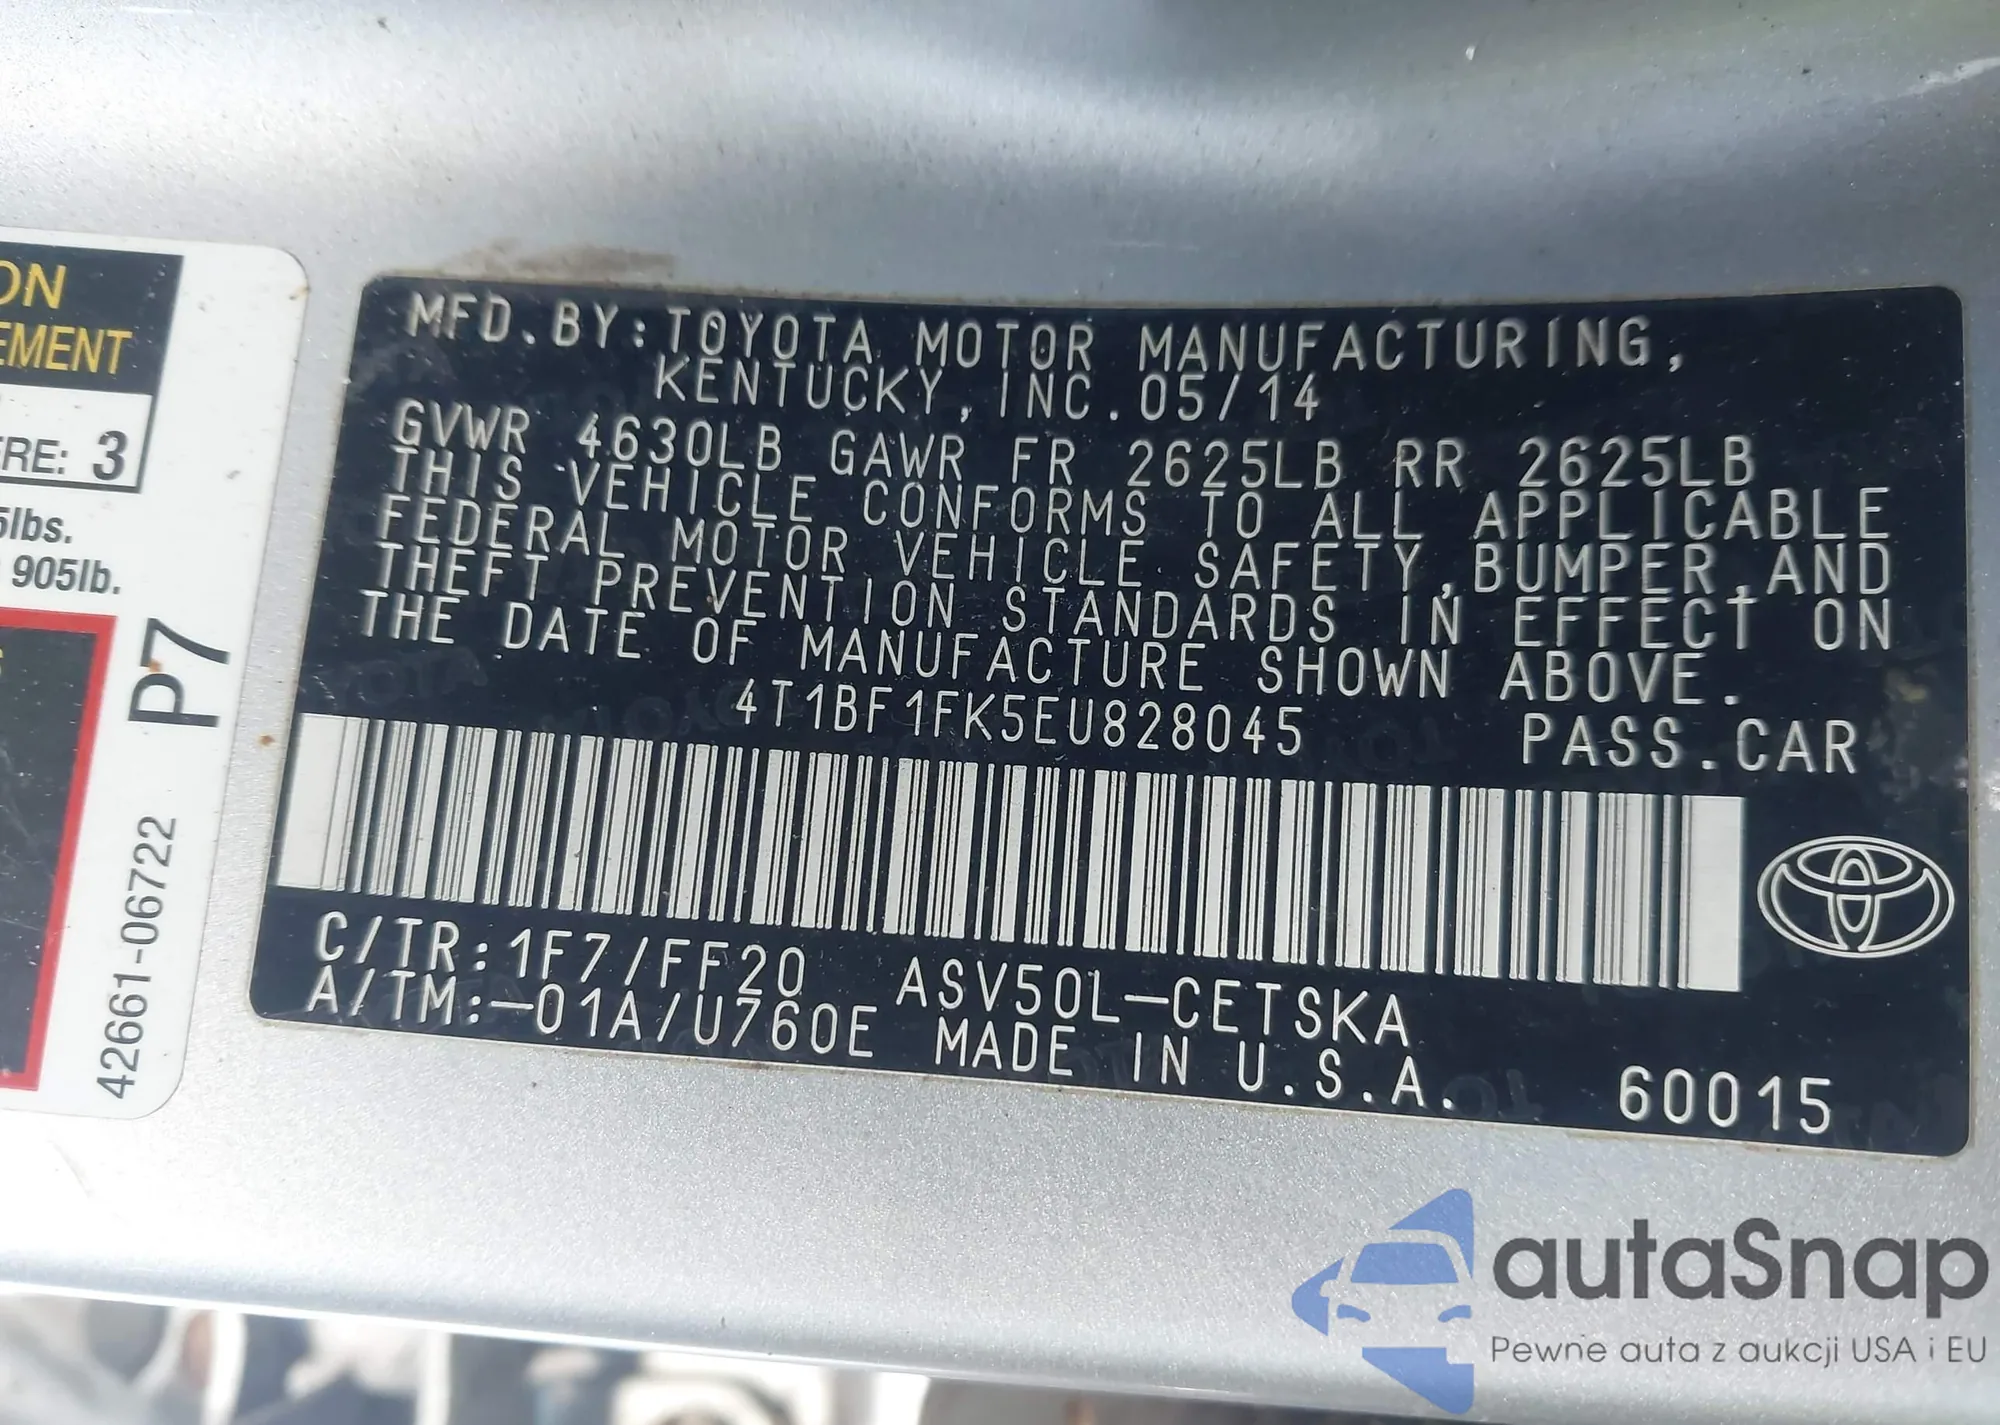 ON
EMENT
RE: 3
5lbs.
905lb.
P7
42661-06722
MFD.BY:TOYOTA MOTOR MANUFACTURING,
KENTUCKY,INC.05/14
GVWR 4630LB GAWR FR 2625LB RR 2625LB
THIS VEHICLE CONFORMS TO ALL APPLICABLE
FEDERAL MOTOR VEHICLE SAFETY,BUMPER,AND
THEFT PREVENTION STANDARDS IN EFFECT ON
THE DATE OF MANUFACTURE SHOWN ABOVE.
4T1BF1FK5EU828045 PASS.CAR
C/TR:1F7/FF20 ASV50L-CETSKA
A/TM:-01A/U760E MADE IN U.S.A.
60015
autaSnap
Pewne auta z aukcji USA i EU